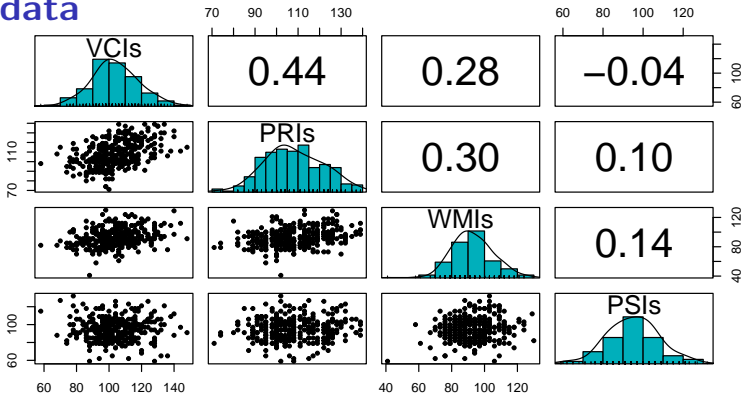 data
70 90 110 130
60 80 100 120
VCIs
0.44
0.28
−0.04
60 100
PRIs
0.30
0.10
70 110
WMIs
0.14
40 80 120
PSIs
60 100
60 80 100 120 140
40 60 80 100 120